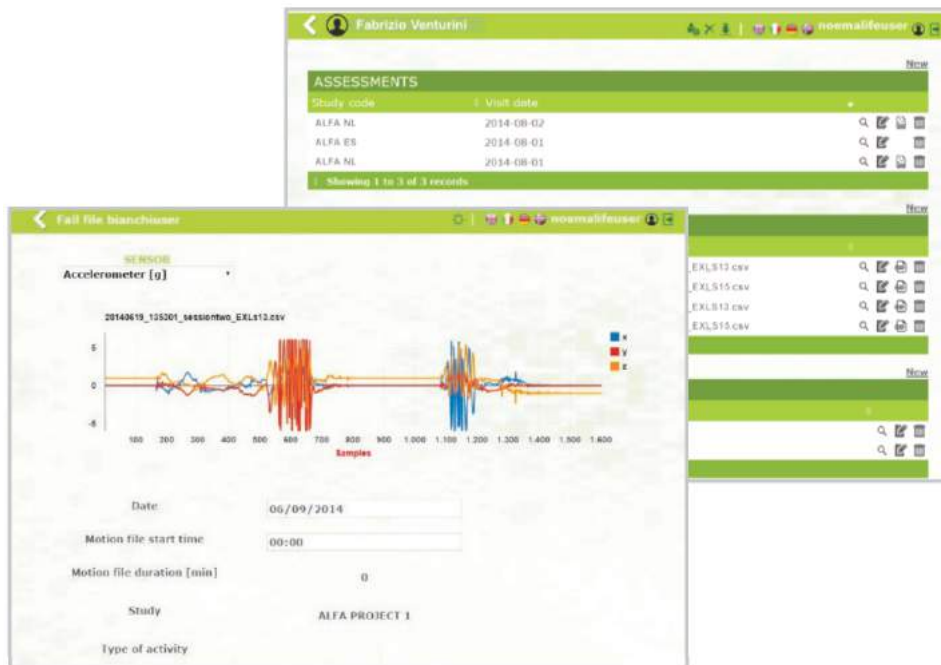 Fabrizio Venturini
noemalifeuser
New
ASSESSMENTS
Study code Visit date
ALFA NL 2014-08-02
ALFA ES 2014-08-01
ALFA NL 2014-08-01
Showing 1 to 3 of 3 records
New
_EXLS13.csv
_EXLS15.csv
_EXLS13.csv
_EXLS15.csv
New
Fall file bianchiuser
noemalifeuser
SENSOR
Accelerometer [g]
20140619_135201_sessiontwo_EXLs13.csv
x
y
z
5
0
-5
100 200 300 400 500 600 700 800 900 1.000 1.100 1.200 1.300 1.400 1.500 1.600
Samples
Date 06/09/2014
Motion file start time 00:00
Motion file duration [min] 0
Study ALFA PROJECT 1
Type of activity